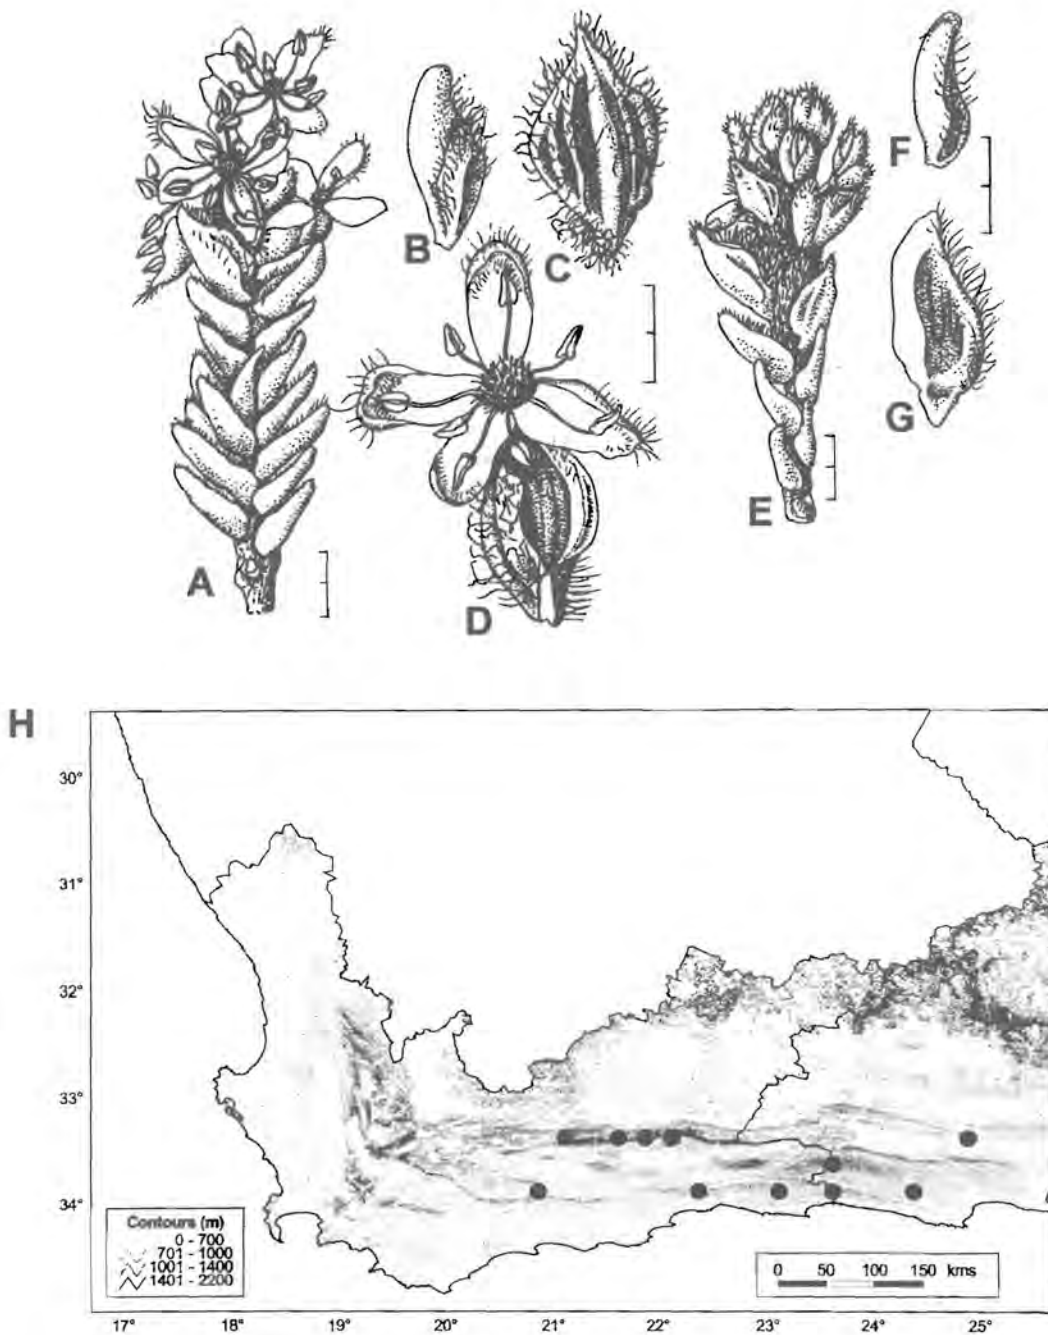 A
B
C
D
E
F
G
H
30°
31°
32°
33°
34°
Contours (m)
0 - 700
701 - 1000
1001 - 1400
1401 - 2200
0 50 100 150 kms
17° 18° 19° 20° 21° 22° 23° 24° 25°